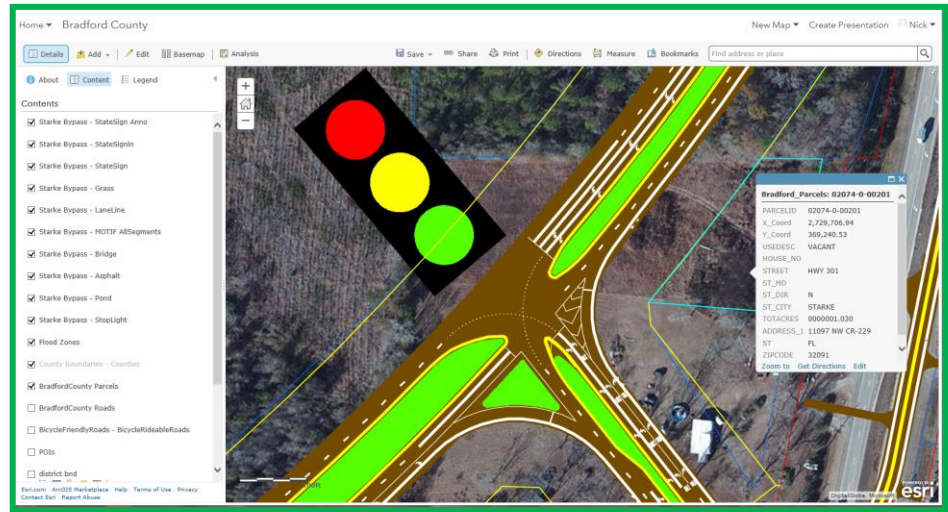 Home Bradford County New Map Create Presentation Nick
Details Add Edit Basemap Analysis Save Share Print Directions Measure Bookmarks Find address or place
About Content Legend
Contents
Starke Bypass - StateSign Anno
Starke Bypass - StateSignIn
Starke Bypass - StateSign
Starke Bypass - Grass
Starke Bypass - LaneLine
Starke Bypass - MOTIF AllSegments
Starke Bypass - Bridge
Starke Bypass - Asphalt
Starke Bypass - Pond
Starke Bypass - StopLight
Flood Zones
County Boundaries - Counties
BradfordCounty Parcels
BradfordCounty Roads
BicycleFriendlyRoads - BicycleRideableRoads
POIs
district bnd
Esri.com ArcGIS Marketplace Help Terms of Use Privacy
Contact Esri Report Abuse
Bradford_Parcels: 02074-0-00201
PARCELID 02074-0-00201
X_Coord 2,729,706.94
Y_Coord 369,240.53
USEDESC VACANT
HOUSE_NO
STREET HWY 301
ST_MD
ST_DIR N
ST_CITY STARKE
TOTACRES 0000001.030
ADDRESS_1 11097 NW CR-229
ST FL
ZIPCODE 32091
Zoom to Get Directions Edit
POWERED BY
esri